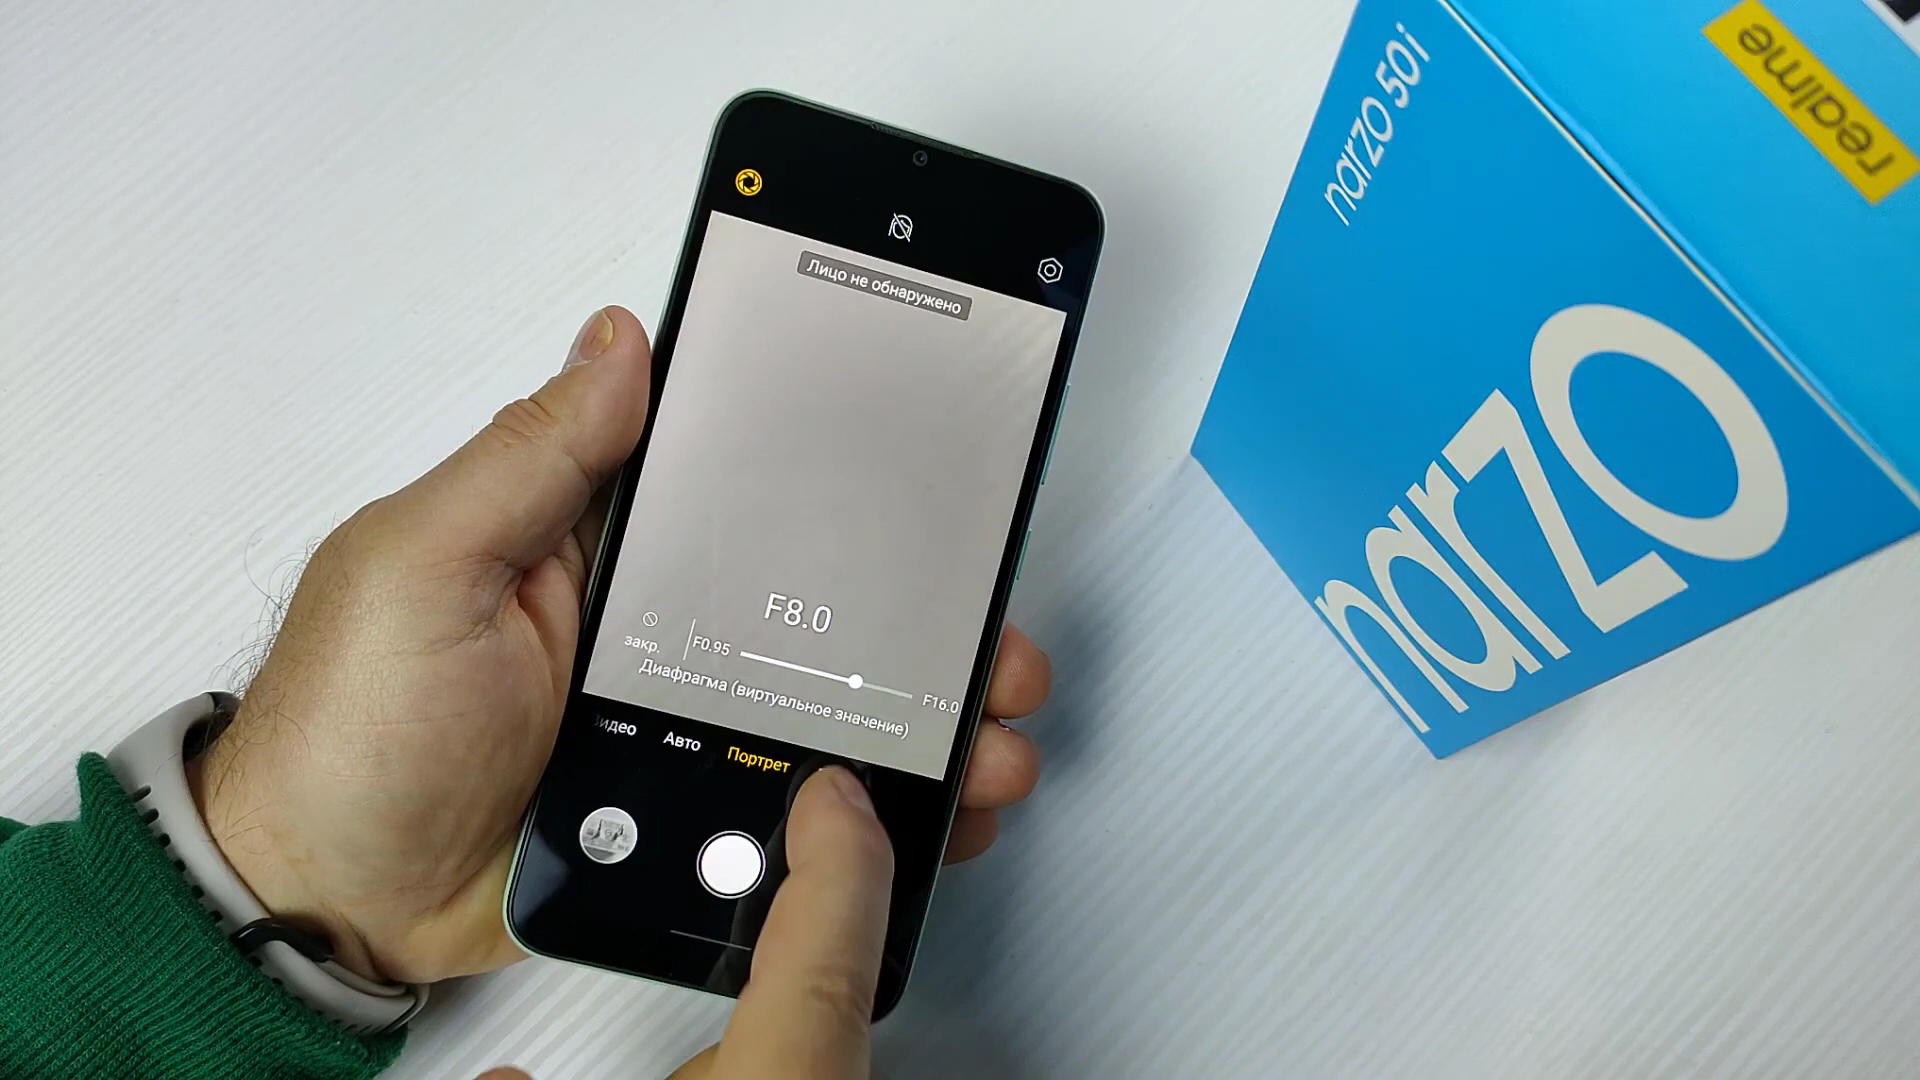 Лицо не обнаружено
F8.0
закр.
F0.95
F16.0
Диафрагма (виртуальное значение)
идео Авто Портрет
narzo 50i
realme
narzo